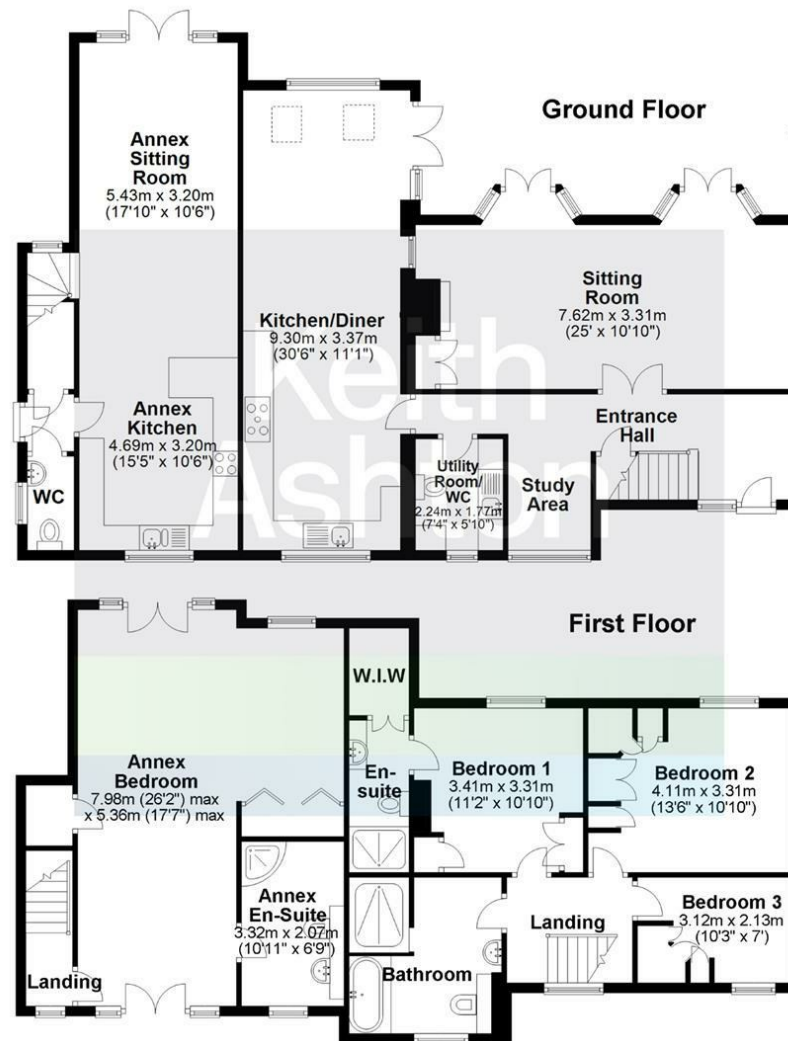 Ground Floor
Annex
Sitting
Room
5.43m x 3.20m
(17'10" x 10'6")
Sitting
Room
7.62m x 3.31m
(25' x 10'10")
Kitchen/Diner
9.30m x 3.37m
(30'6" x 11'1")
Keith
Ashton
Annex
Kitchen
4.69m x 3.20m
(15'5" x 10'6")
Entrance
Hall
WC
Utility
Room/
WC
2.24m x 1.77m
(7'4" x 5'10")
Study
Area
First Floor
W.I.W
Annex
Bedroom
7.98m (26'2") max
x 5.36m (17'7") max
En-
suite
Bedroom 1
3.41m x 3.31m
(11'2" x 10'10")
Bedroom 2
4.11m x 3.31m
(13'6" x 10'10")
Annex
En-Suite
3.32m x 2.07m
(10'11" x 6'9")
Landing
Bedroom 3
3.12m x 2.13m
(10'3" x 7')
Landing
Bathroom